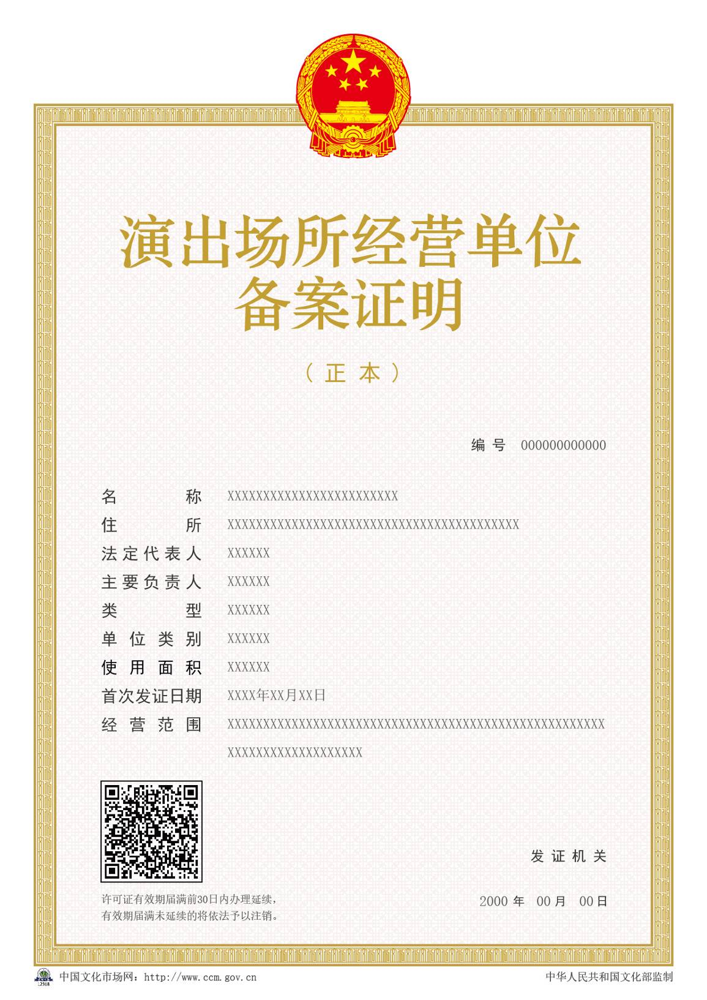 演出场所经营单位
备案证明
（正本）
编号 000000000000
名称 XXXXXXXXXXXXXXXXXXXXXXXX
住所 XXXXXXXXXXXXXXXXXXXXXXXXXXXXXXXXXXXXXXXXX
法定代表人 XXXXXX
主要负责人 XXXXXX
类型 XXXXXX
单位类别 XXXXXX
使用面积 XXXXXX
首次发证日期 XXXX年XX月XX日
经营范围 XXXXXXXXXXXXXXXXXXXXXXXXXXXXXXXXXXXXXXXXXXXXXXXXXXXXX
XXXXXXXXXXXXXXXXXXX
发证机关
许可证有效期届满前30日内办理延续，
有效期届满未延续的将依法予以注销。
2000 年 00 月 00 日
L2318
中国文化市场网：http://www.ccm.gov.cn
中华人民共和国文化部监制